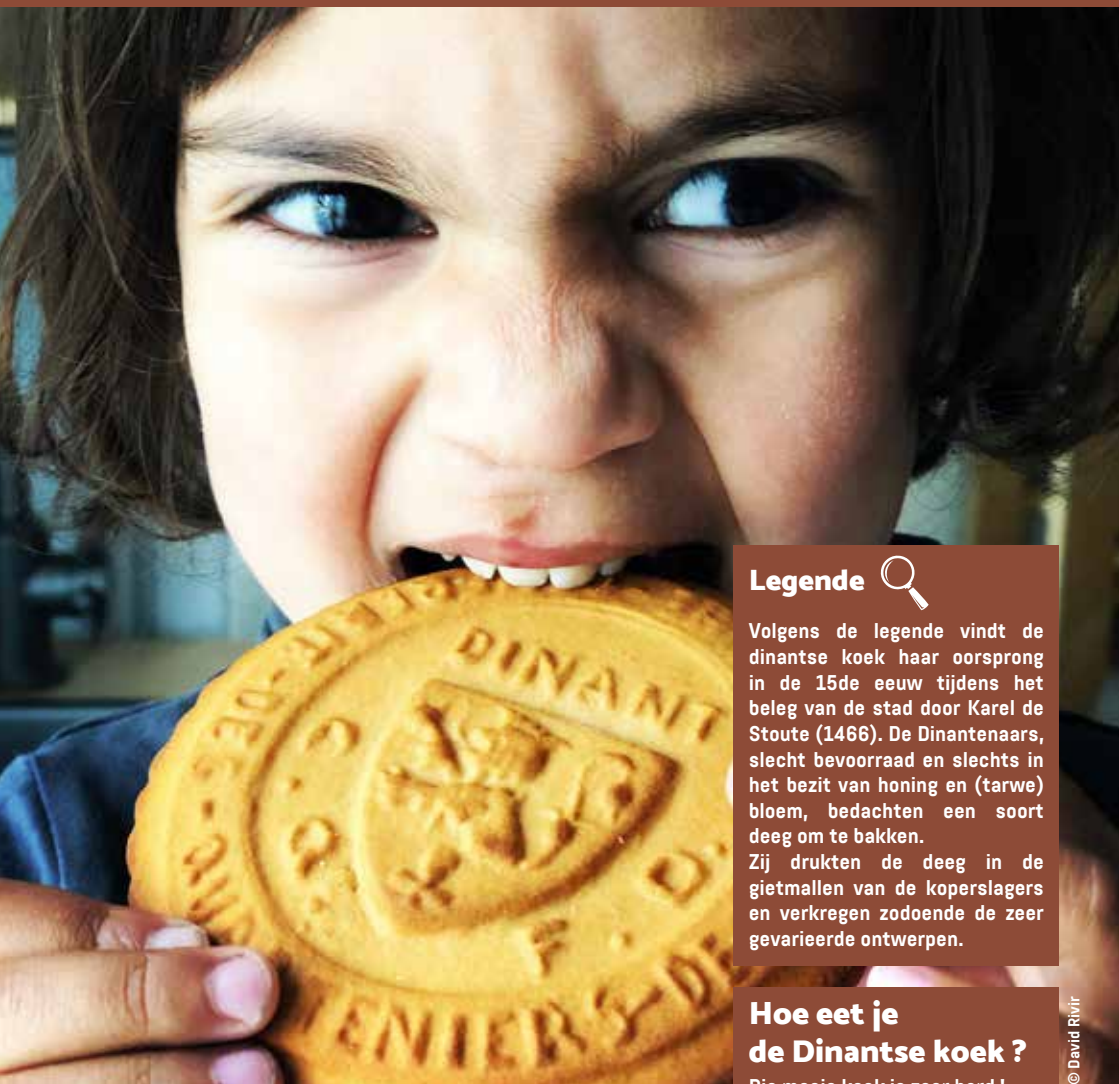 DINANT
Legende
Volgens de legende vindt de
dinantse koek haar oorsprong
in de 15de eeuw tijdens het
beleg van de stad door Karel de
Stoute (1466). De Dinantenaars,
slecht bevoorraad en slechts in
het bezit van honing en (tarwe)
bloem, bedachten een soort
deeg om te bakken.
Zij drukten de deeg in de
gietmallen van de koperslagers
en verkregen zodoende de zeer
gevarieerde ontwerpen.
Hoe eet je
de Dinantse koek ?
© David Rivir